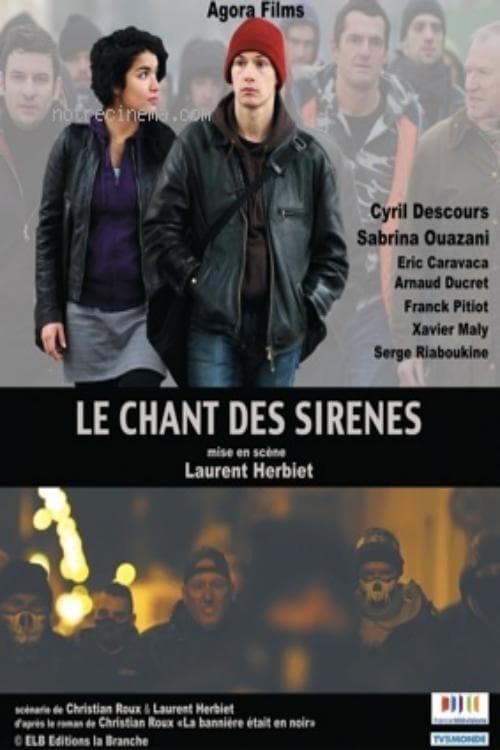 Agora Films
notrecinema.com
Cyril Descours
Sabrina Ouazani
Eric Caravaca
Arnaud Ducret
Franck Pitiot
Xavier Maly
Serge Riaboukine
LE CHANT DES SIRENES
mise en scène
Laurent Herbiet
scénario de Christian Roux & Laurent Herbiet
d'après le roman de Christian Roux «La bannière était en noir»
© ELB Editions la Branche
francetélévisions
TV5MONDE